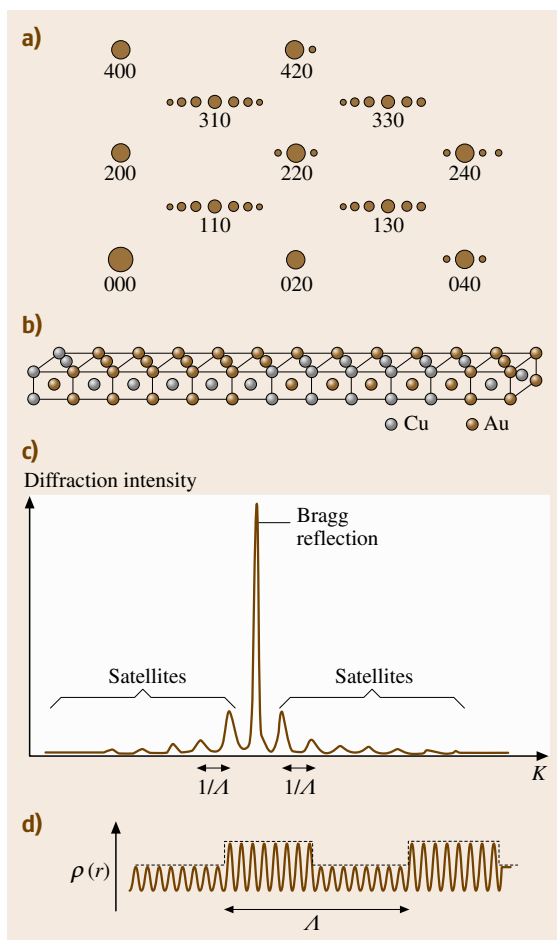 a)
400 420
310 330
200 220 240
110 130
000 020 040
b)
Cu Au
c)
Diffraction intensity
Bragg
reflection
Satellites Satellites
1/Λ 1/Λ K
d)
ρ(r)
Λ